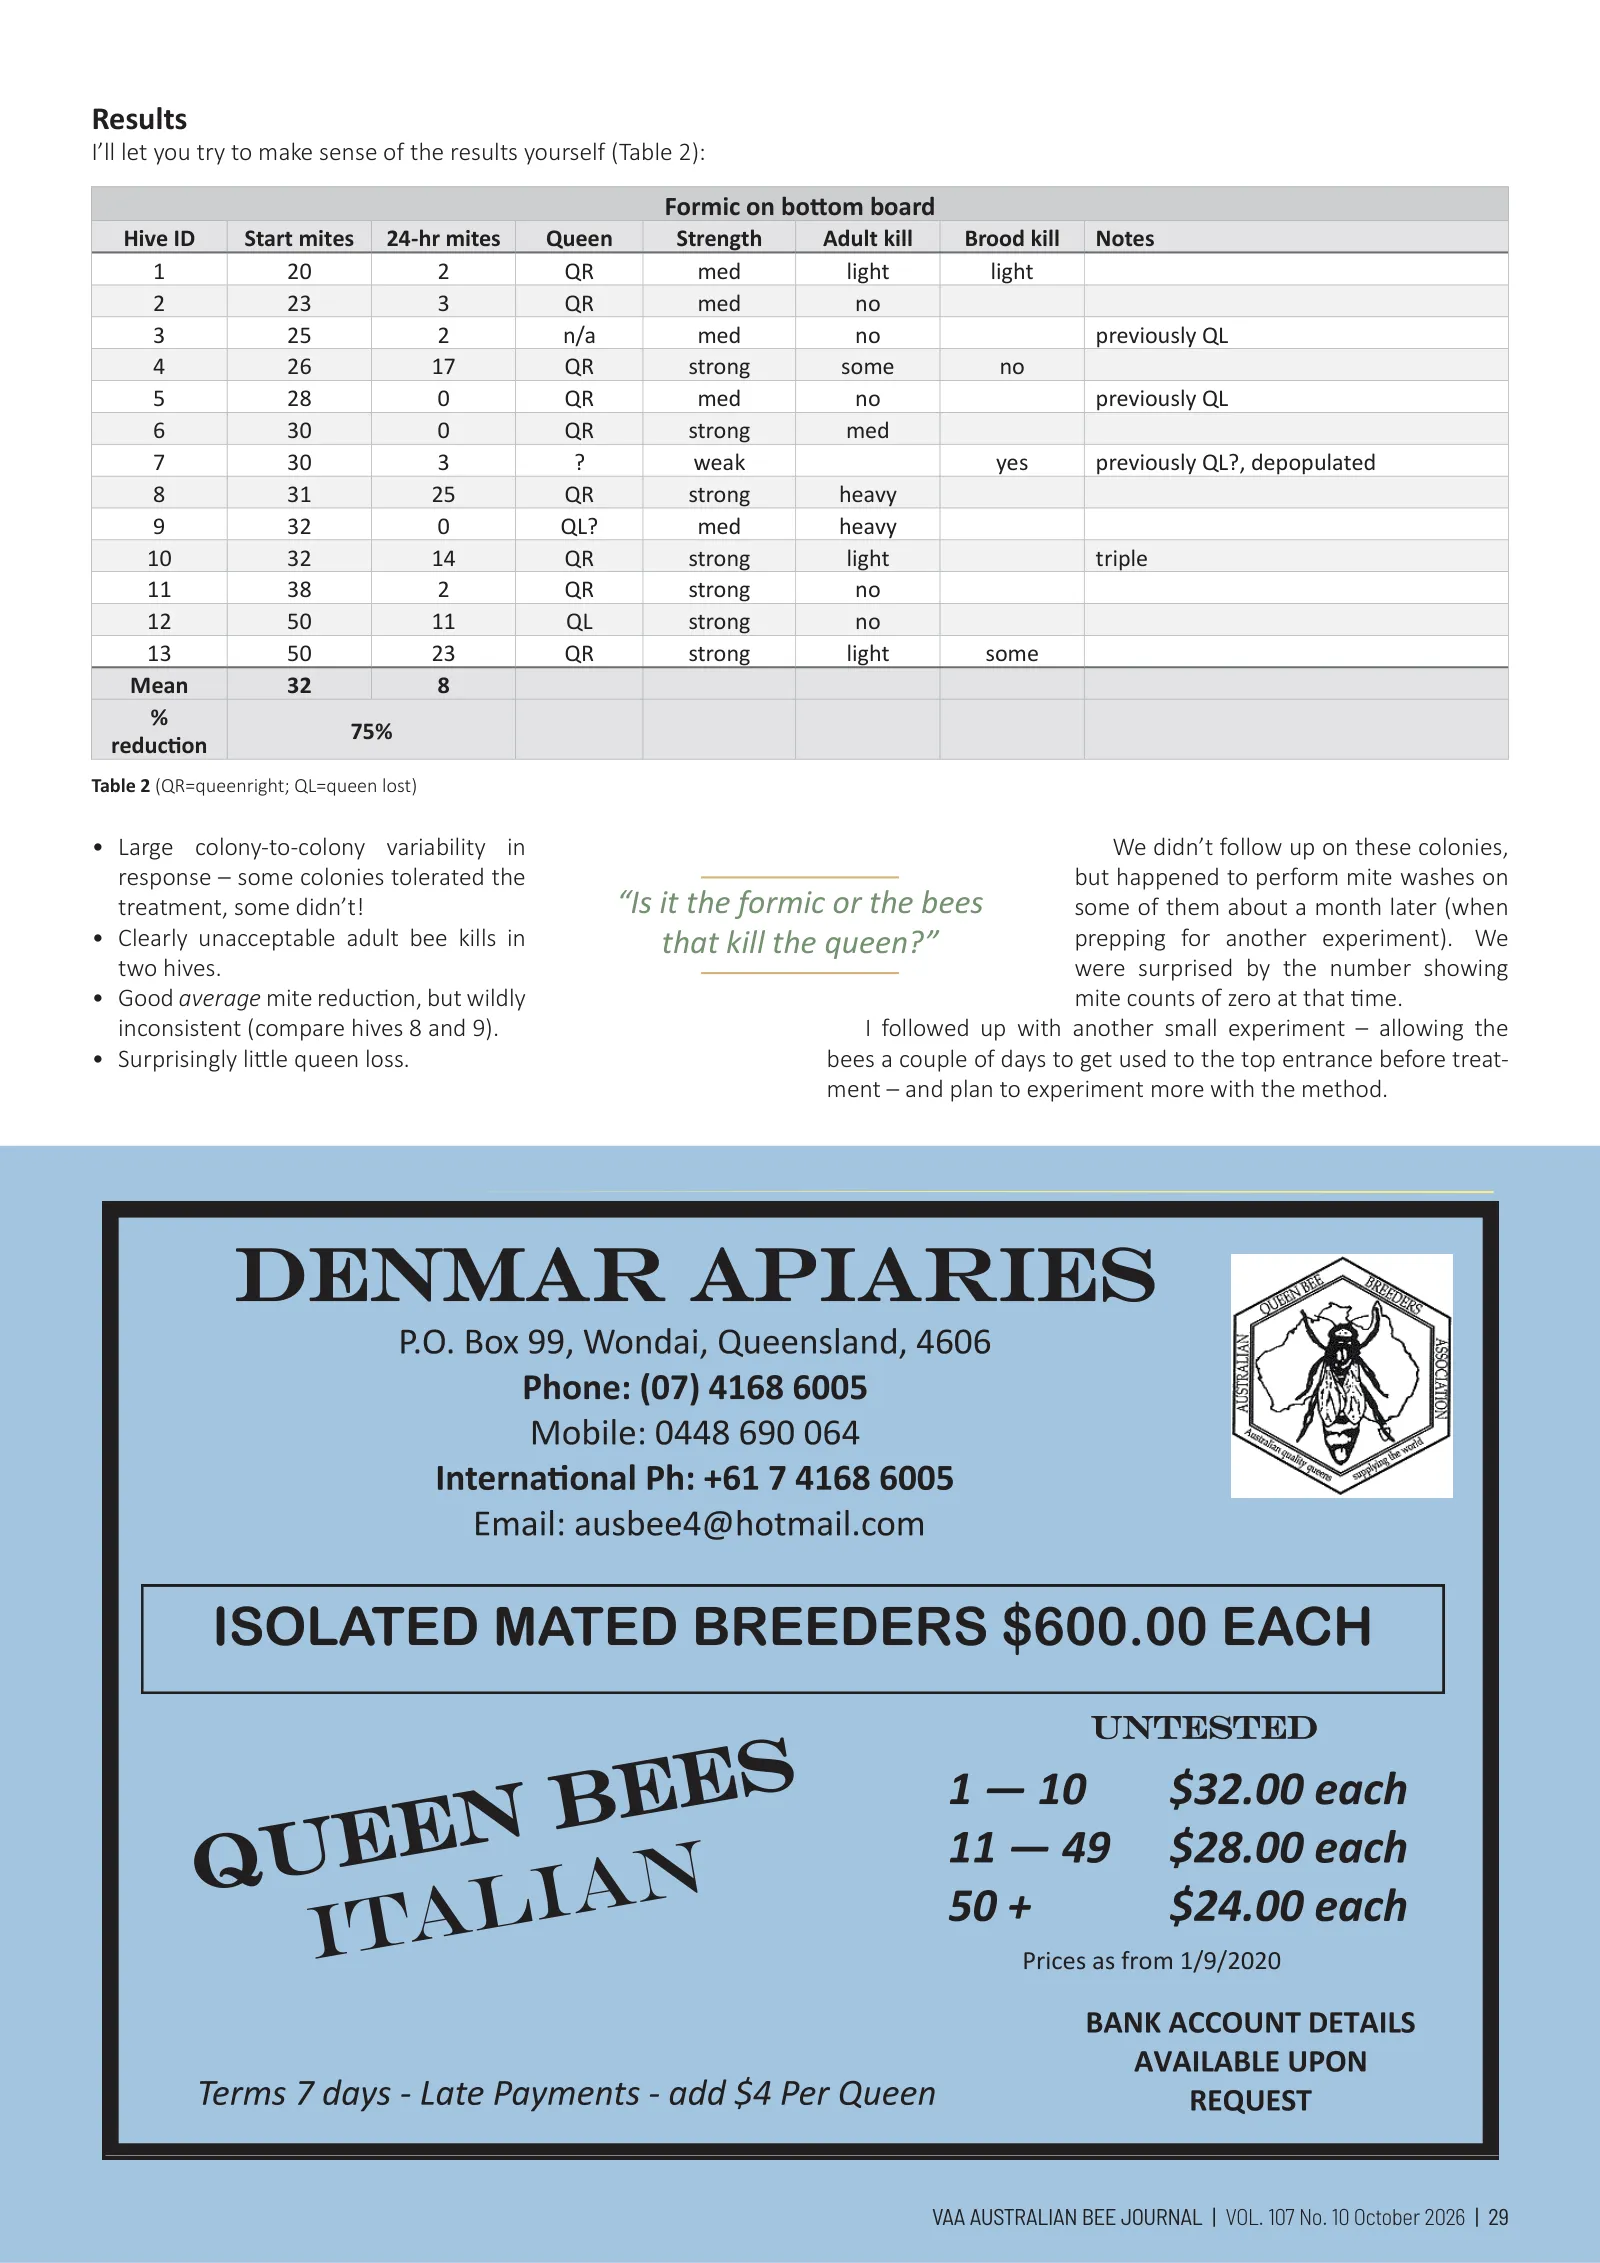 Results
I’ll let you try to make sense of the results yourself (Table 2):
Formic on bottom board
Hive ID Start mites 24-hr mites Queen Strength Adult kill Brood kill Notes
1 20 2 QR med light light
2 23 3 QR med no
3 25 2 n/a med no previously QL
4 26 17 QR strong some no
5 28 0 QR med no previously QL
6 30 0 QR strong med
7 30 3 ? weak yes previously QL?, depopulated
8 31 25 QR strong heavy
9 32 0 QL? med heavy
10 32 14 QR strong light triple
11 38 2 QR strong no
12 50 11 QL strong no
13 50 23 QR strong light some
Mean 32 8
%
reduction
75%
Table 2 (QR=queenright; QL=queen lost)
• Large colony-to-colony variability in
response – some colonies tolerated the
treatment, some didn’t!
• Clearly unacceptable adult bee kills in
two hives.
• Good average mite reduction, but wildly
inconsistent (compare hives 8 and 9).
• Surprisingly little queen loss.
“Is it the formic or the bees
that kill the queen?”
We didn’t follow up on these colonies,
but happened to perform mite washes on
some of them about a month later (when
prepping for another experiment). We
were surprised by the number showing
mite counts of zero at that time.
I followed up with another small experiment – allowing the
bees a couple of days to get used to the top entrance before treat-
ment – and plan to experiment more with the method.
DENMAR APIARIES
P.O. Box 99, Wondai, Queensland, 4606
Phone: (07) 4168 6005
Mobile: 0448 690 064
International Ph: +61 7 4168 6005
Email: ausbee4@hotmail.com
AUSTRALIAN
QUEEN BEE
BREEDERS
ASSOCIATION
Australian quality queens
supplying the world
ISOLATED MATED BREEDERS $600.00 EACH
QUEEN BEES
ITALIAN
UNTESTED
1 — 10 $32.00 each
11 — 49 $28.00 each
50 + $24.00 each
Prices as from 1/9/2020
BANK ACCOUNT DETAILS
AVAILABLE UPON
REQUEST
Terms 7 days - Late Payments - add $4 Per Queen
VAA AUSTRALIAN BEE JOURNAL | VOL. 107 No. 10 October 2026 | 29